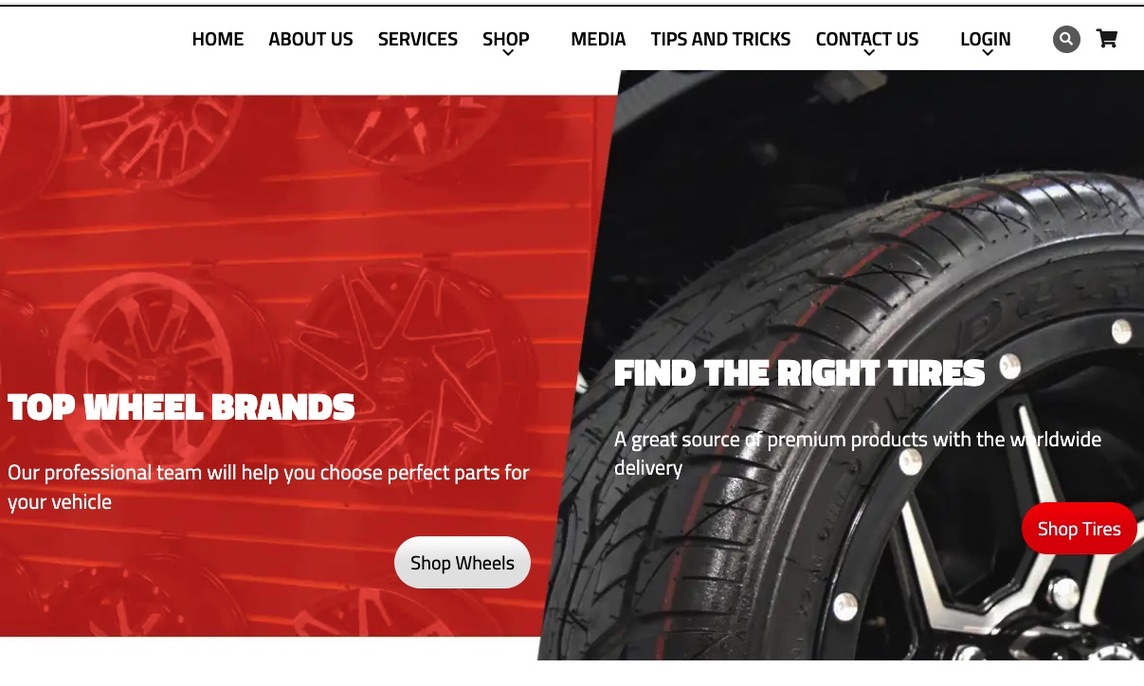 HOME ABOUT US SERVICES SHOP MEDIA TIPS AND TRICKS CONTACT US LOGIN
TOP WHEEL BRANDS
Our professional team will help you choose perfect parts for
your vehicle
Shop Wheels
FIND THE RIGHT TIRES
A great source of premium products with the worldwide
delivery
Shop Tires